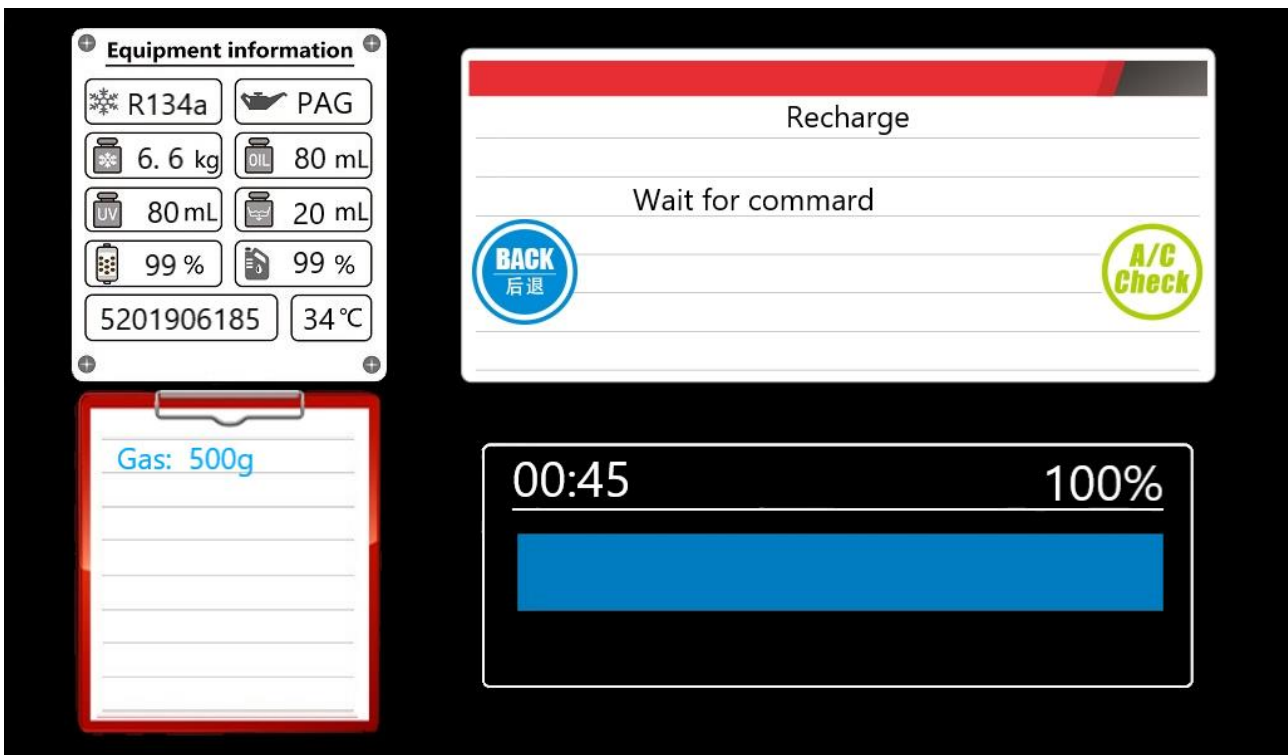 Equipment information
R134a PAG
6. 6 kg OIL 80 mL
UV 80 mL 20 mL
99 % 99 %
5201906185 34℃
Recharge
Wait for commard
BACK
后退
A/C
Check
Gas: 500g
00:45 100%